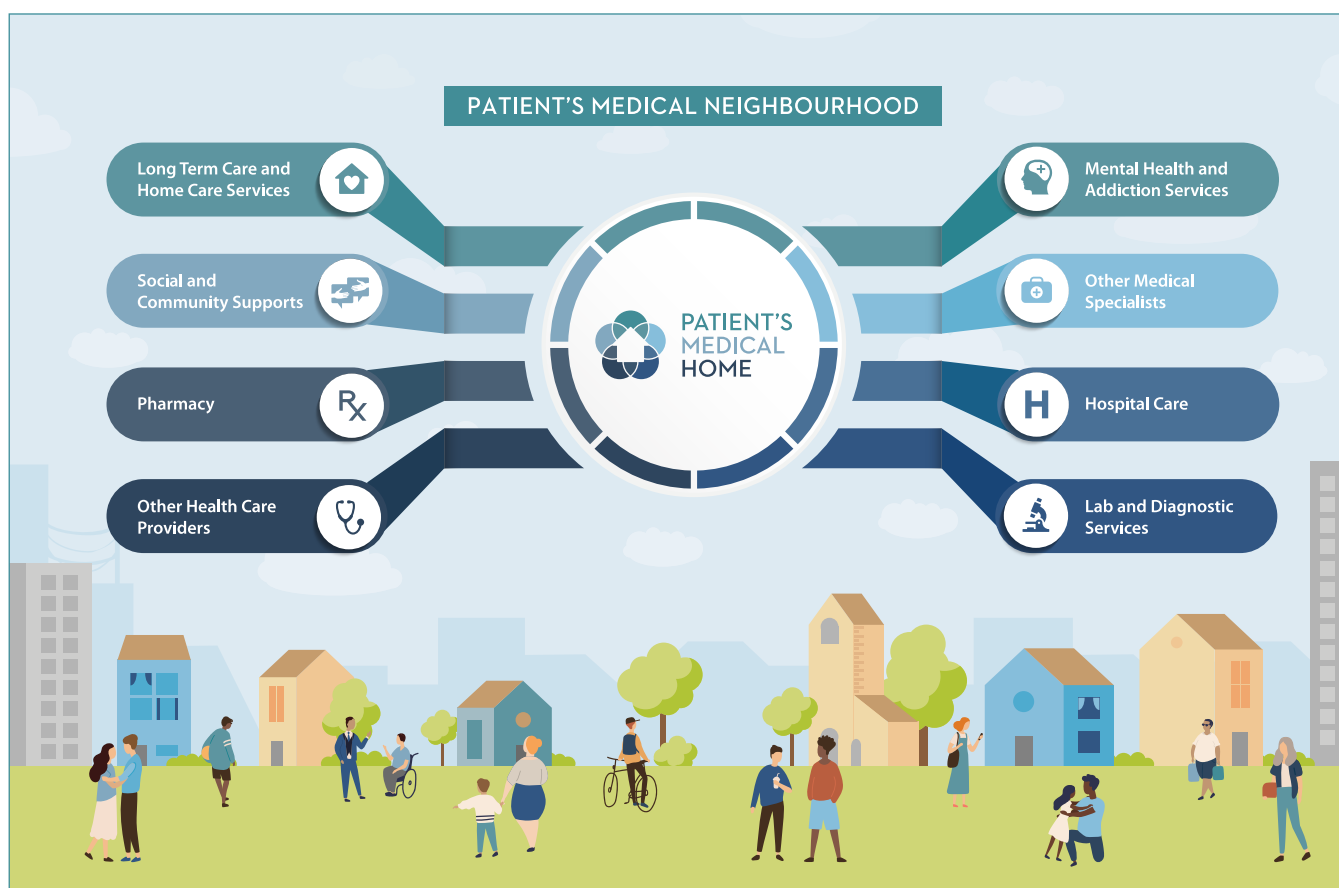 PATIENT'S MEDICAL NEIGHBOURHOOD
Long Term Care and
Home Care Services
Social and
Community Supports
Pharmacy
Rx
Other Health Care
Providers
PATIENT'S
MEDICAL
HOME
Mental Health and
Addiction Services
Other Medical
Specialists
H
Hospital Care
Lab and Diagnostic
Services